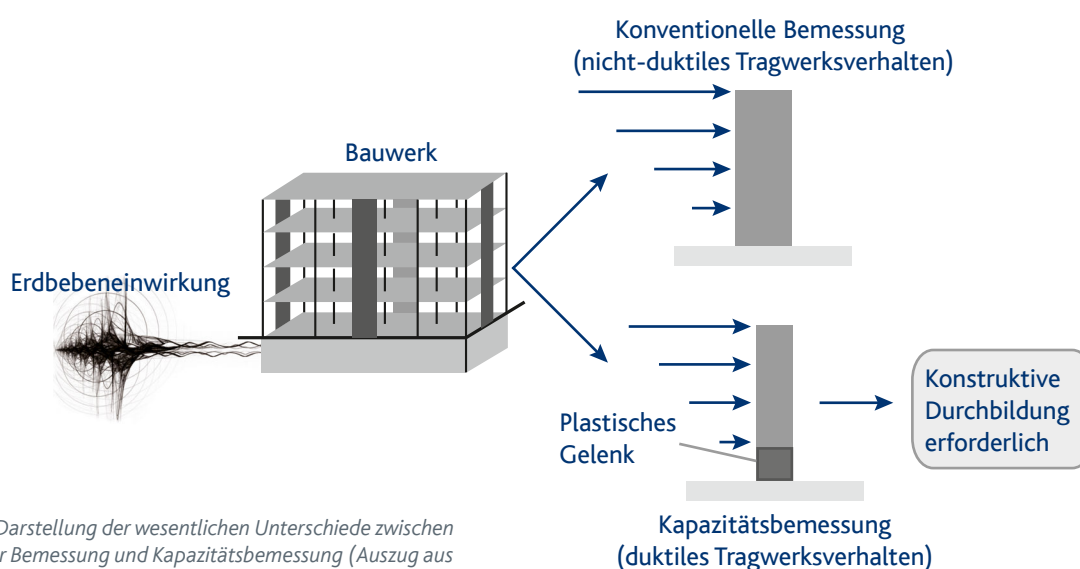 Konventionelle Bemessung
(nicht-duktiles Tragwerksverhalten)
Bauwerk
Erdbebeneinwirkung
Plastisches
Gelenk
Konstruktive
Durchbildung
erforderlich
Kapazitätsbemessung
(duktiles Tragwerksverhalten)
Darstellung der wesentlichen Unterschiede zwischen
Bemessung und Kapazitätsbemessung (Auszug aus